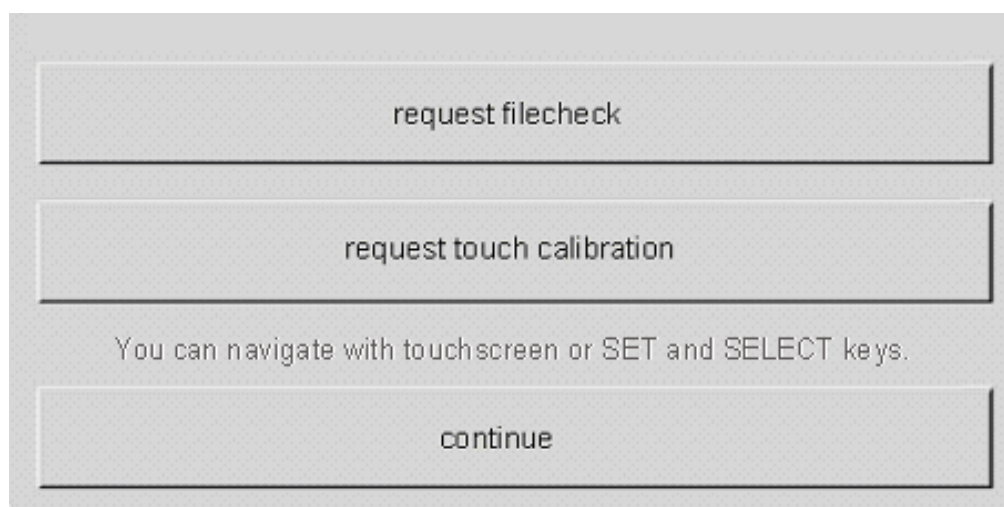 request filecheck
request touch calibration
You can navigate with touchscreen or SET and SELECT keys.
continue